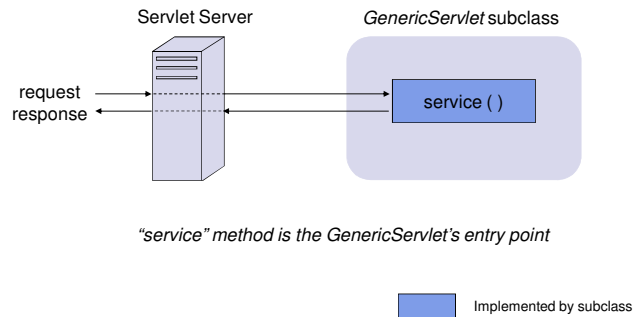 Servlet Server
GenericServlet subclass
request
response
service ( )
“service” method is the GenericServlet’s entry point
Implemented by subclass